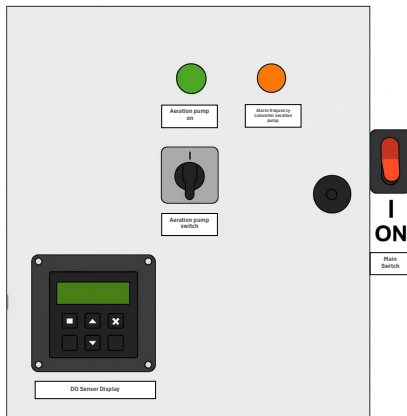 Aeration pump
on
Alarm frequency
converter aeration
pump
I
Aeration pump
switch
I
ON
Main
Switch
DO Sensor Display